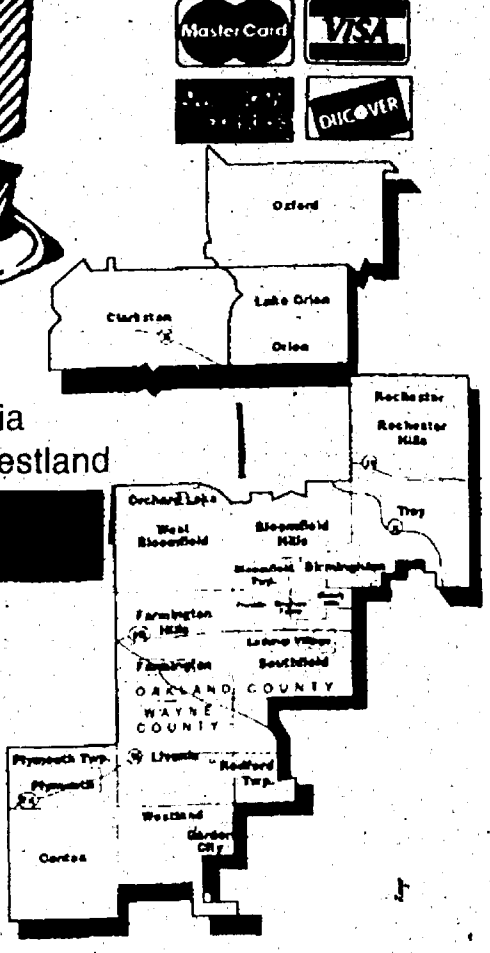 MasterCard VISA
DISCOVER
Oxford
Clarkston
Lake Orion
Orion
ia
estland
Rochester
Rochester
Hills
Troy
Orchard Lake
West
Bloomfield
Bloomfield
Hills
Bloomfield
Twp.
Birmingham
Farmington
Hills
Lathrup Village
Farmington
Southfield
OAKLAND COUNTY
WAYNE
COUNTY
Plymouth Twp.
Livonia
Plymouth
Redford
Twp.
Westland
Garden
City
Canton